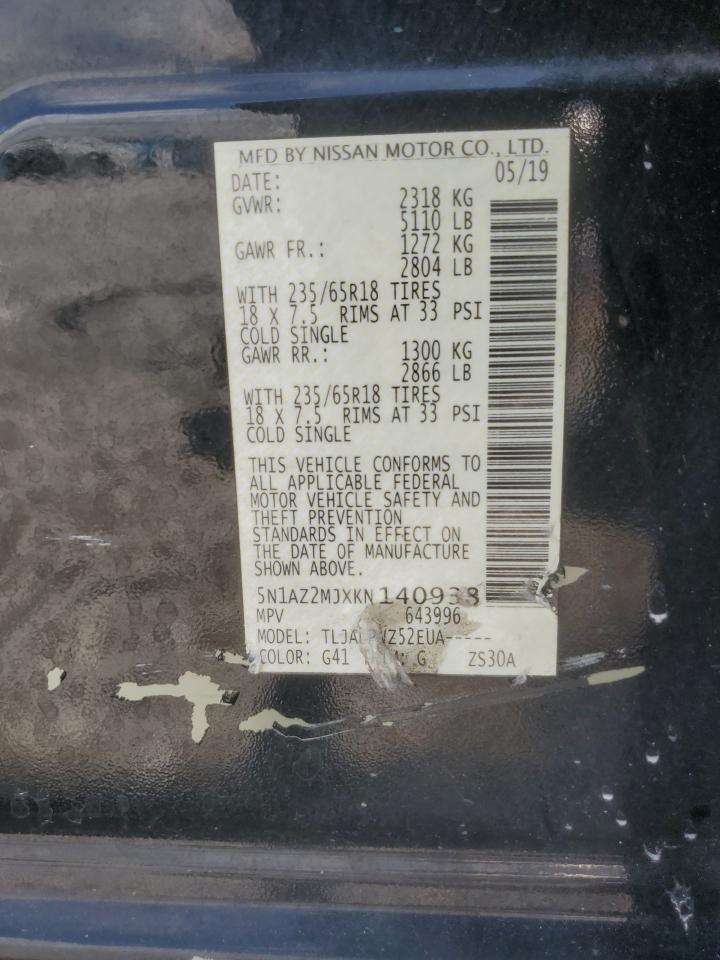 MFD BY NISSAN MOTOR CO., LTD.
DATE: 05/19
GVWR: 2318 KG
5110 LB
GAWR FR.: 1272 KG
2804 LB
WITH 235/65R18 TIRES
18 X 7.5 RIMS AT 33 PSI
COLD SINGLE
GAWR RR.: 1300 KG
2866 LB
WITH 235/65R18 TIRES
18 X 7.5 RIMS AT 33 PSI
COLD SINGLE
THIS VEHICLE CONFORMS TO
ALL APPLICABLE FEDERAL
MOTOR VEHICLE SAFETY AND
THEFT PREVENTION
STANDARDS IN EFFECT ON
THE DATE OF MANUFACTURE
SHOWN ABOVE.
5N1AZ2MJXKN140938
MPV 643996
MODEL:
COLOR: G41 G ZS30A